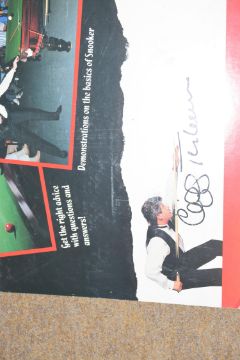 Demonstrations on the basics of Snooker
Get the right advice
with questions and
answers!